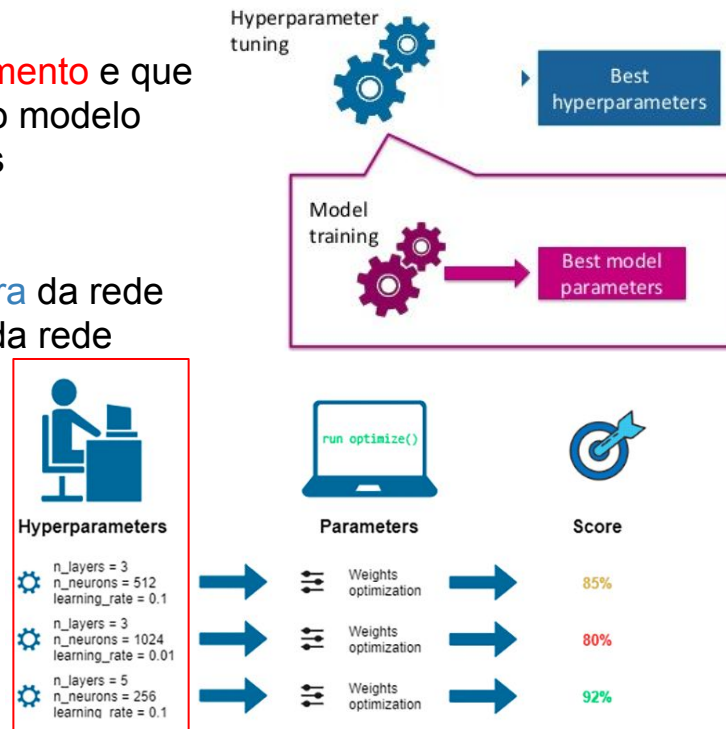 mento e que
o modelo
s
ra da rede
da rede
Hyperparameter
tuning
Best
hyperparameters
Model
training
Best model
parameters
run optimize()
Hyperparameters
Parameters
Score
n_layers = 3
n_neurons = 512
learning_rate = 0.1
Weights
optimization
85%
n_layers = 3
n_neurons = 1024
learning_rate = 0.01
Weights
optimization
80%
n_layers = 5
n_neurons = 256
learning_rate = 0.1
Weights
optimization
92%